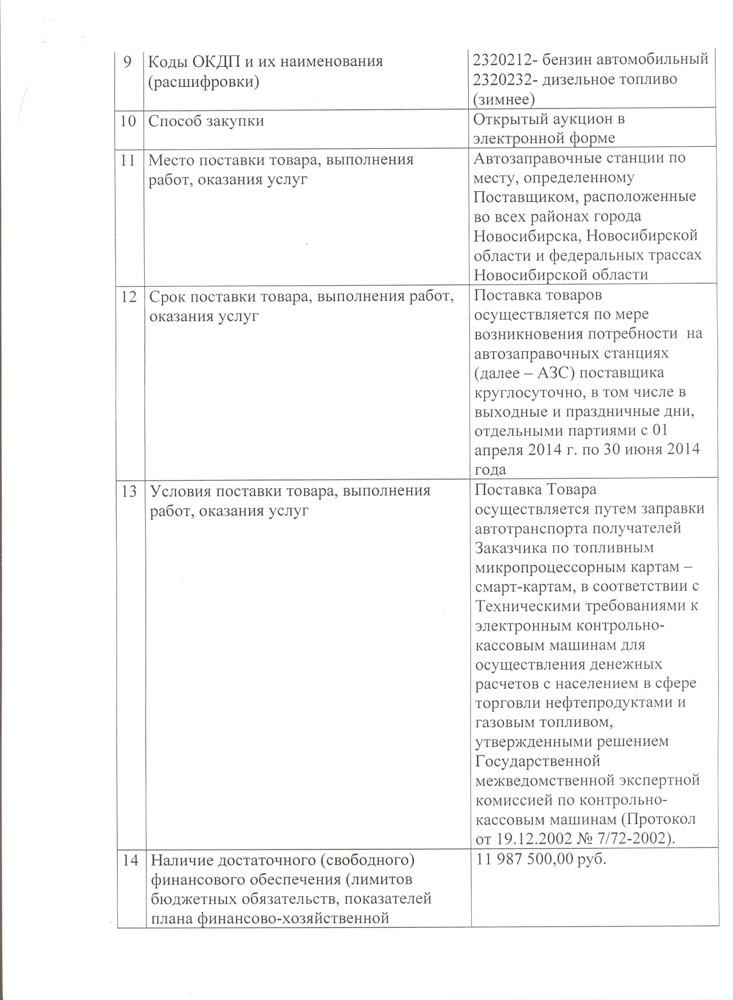 9
Коды ОКДП и их наименования
(расшифровки)
2320212- бензин автомобильный
2320232- дизельное топливо
(зимнее)
10
Способ закупки
Открытый аукцион в
электронной форме
11
Место поставки товара, выполнения
работ, оказания услуг
Автозаправочные станции по
месту, определенному
Поставщиком, расположенные
во всех районах города
Новосибирска, Новосибирской
области и федеральных трассах
Новосибирской области
12
Срок поставки товара, выполнения работ,
оказания услуг
Поставка товаров
осуществляется по мере
возникновения потребности на
автозаправочных станциях
(далее – АЗС) поставщика
круглосуточно, в том числе в
выходные и праздничные дни,
отдельными партиями с 01
апреля 2014 г. по 30 июня 2014
года
13
Условия поставки товара, выполнения
работ, оказания услуг
Поставка Товара
осуществляется путем заправки
автотранспорта получателей
Заказчика по топливным
микропроцессорным картам –
смарт-картам, в соответствии с
Техническими требованиями к
электронным контрольно-
кассовым машинам для
осуществления денежных
расчетов с населением в сфере
торговли нефтепродуктами и
газовым топливом,
утвержденными решением
Государственной
межведомственной экспертной
комиссией по контрольно-
кассовым машинам (Протокол
от 19.12.2002 № 7/72-2002).
14
Наличие достаточного (свободного)
финансового обеспечения (лимитов
бюджетных обязательств, показателей
плана финансово-хозяйственной
11 987 500,00 руб.